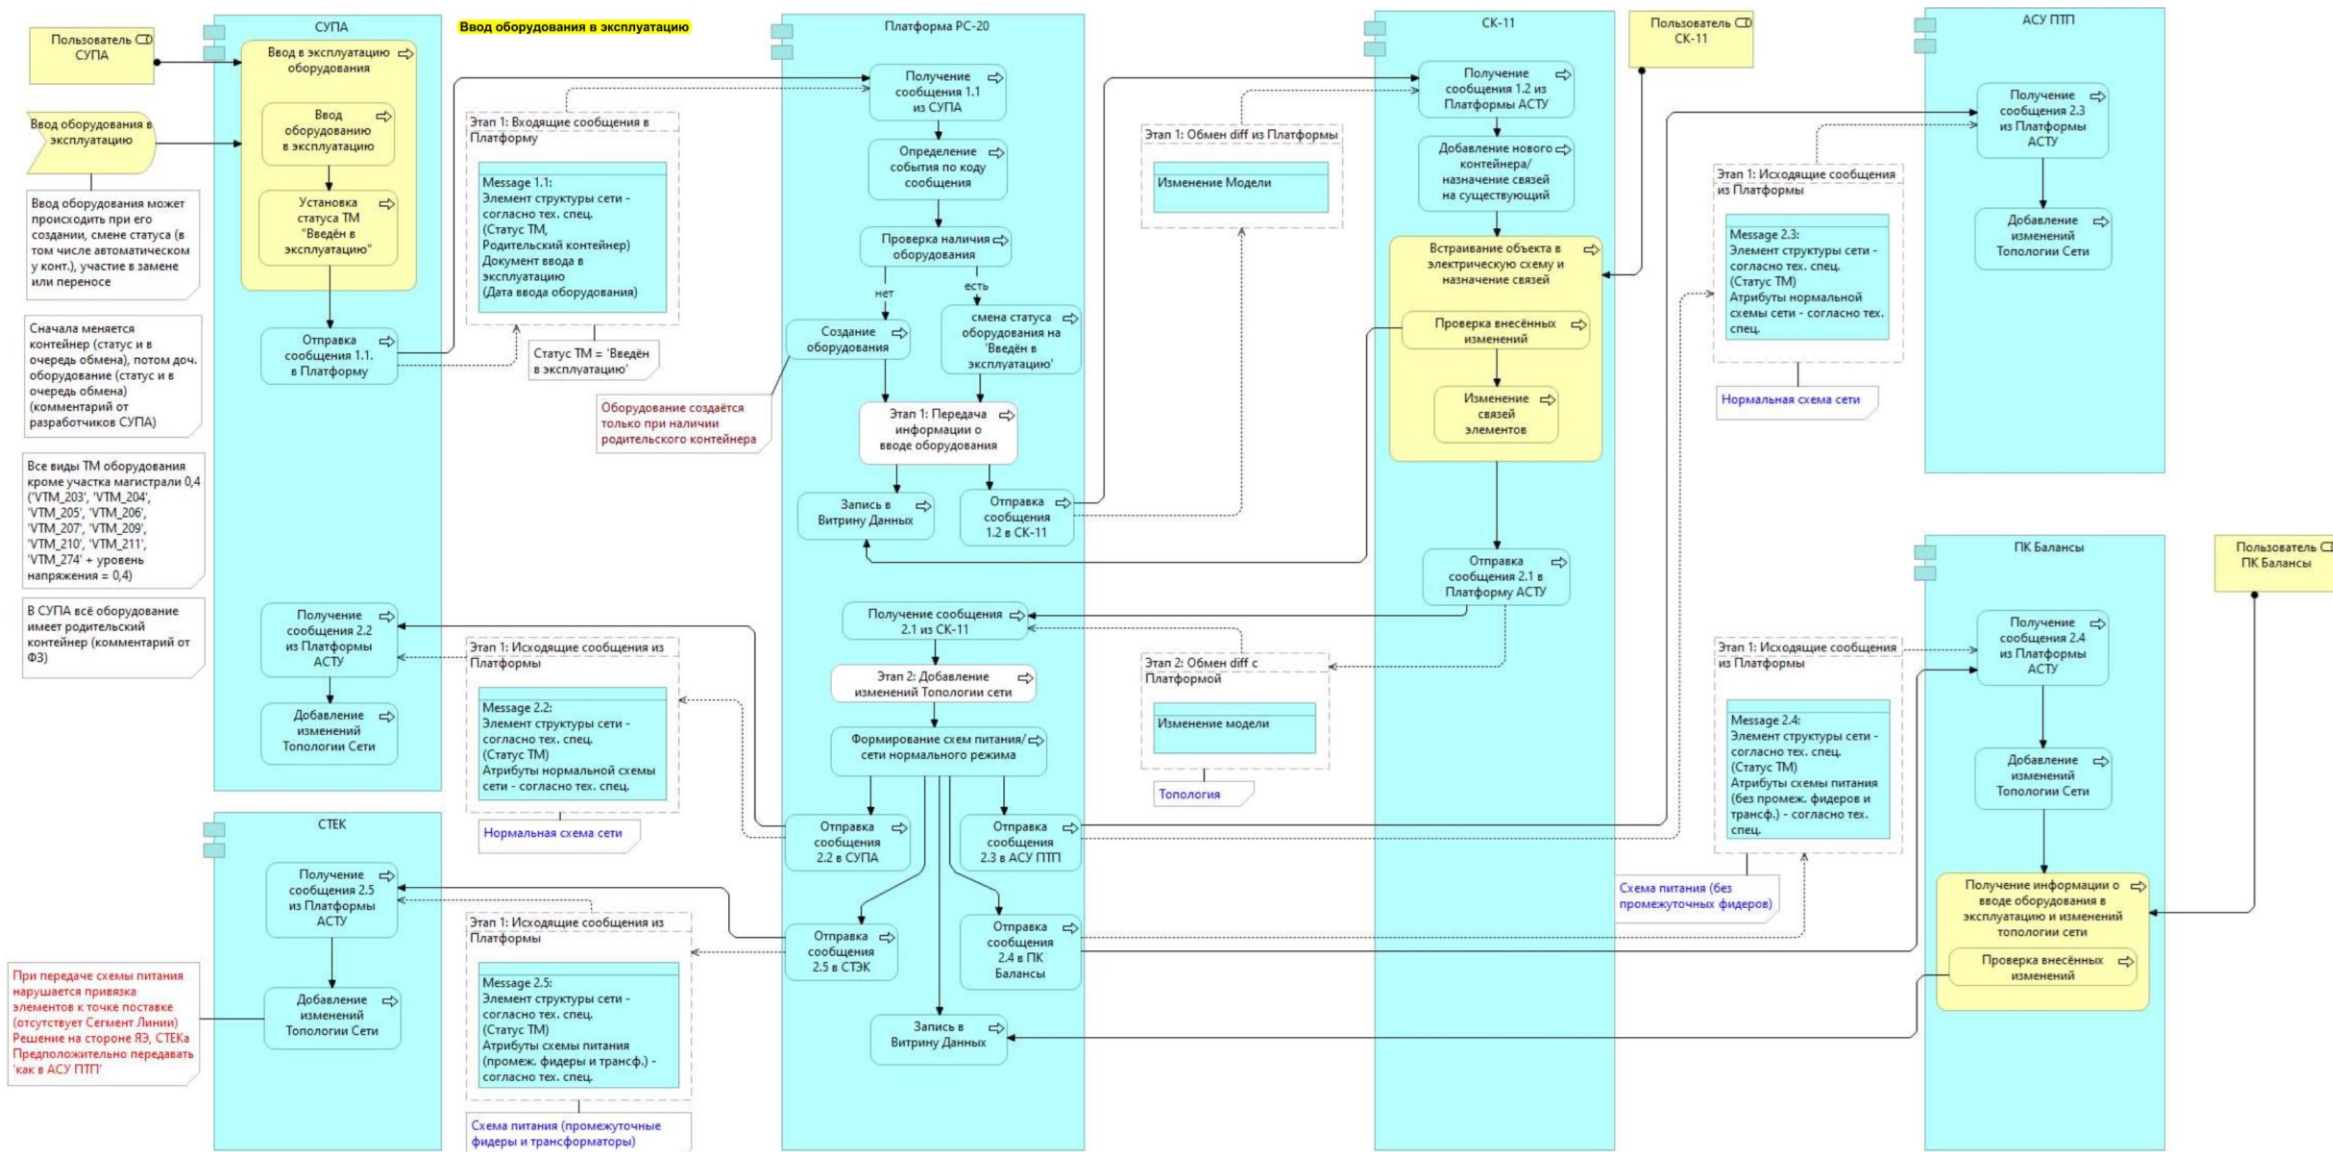 Ввод оборудования в эксплуатацию
Пользователь
СУПА
Ввод оборудования в
эксплуатацию
Ввод оборудования может
происходить при его
создании, смене статуса (в
том числе автоматическом
у конт.), участие в замене
или переносе
Сначала меняется
контейнер (статус и в
очередь обмена), потом доч.
оборудование (статус и в
очередь обмена)
(комментарий от
разработчиков СУПА)
Все виды ТМ оборудования
кроме участка магистрали 0,4
('VTM_203', 'VTM_204',
'VTM_205', 'VTM_206',
'VTM_207', 'VTM_209',
'VTM_210', 'VTM_211',
'VTM_274' + уровень
напряжения = 0,4)
В СУПА всё оборудование
имеет родительский
контейнер (комментарий от
ФЗ)
При передаче схемы питания
нарушается привязка
элементов к точке поставке
(отсутствует Сегмент Линии)
Решение на стороне ЯЭ, СТЕКа
Предположительно передавать
'как в АСУ ПТП'
СУПА
Ввод в эксплуатацию
оборудования
Ввод
оборудованию
в эксплуатацию
Установка
статуса ТМ
"Введён в
эксплуатацию"
Отправка
сообщения 1.1.
в Платформу
Получение
сообщения 2.2
из Платформы
АСТУ
Добавление
изменений
Топологии Сети
СТЕК
Получение
сообщения 2.5
из Платформы
АСТУ
Добавление
изменений
Топологии Сети
Этап 1: Входящие сообщения в
Платформу
Message 1.1:
Элемент структуры сети -
согласно тех. спец.
(Статус ТМ,
Родительский контейнер)
Документ ввода в
эксплуатацию
(Дата ввода оборудования)
Статус ТМ = 'Введён
в эксплуатацию'
Оборудование создаётся
только при наличии
родительского контейнера
Этап 1: Исходящие сообщения из
Платформы
Message 2.2:
Элемент структуры сети -
согласно тех. спец.
(Статус ТМ)
Атрибуты нормальной схемы
сети - согласно тех. спец.
Нормальная схема сети
Этап 1: Исходящие сообщения из
Платформы
Message 2.5:
Элемент структуры сети -
согласно тех. спец.
(Статус ТМ)
Атрибуты схемы питания
(промеж. фидеры и трансф.) -
согласно тех. спец.
Схема питания (промежуточные
фидеры и трансформаторы)
Платформа РС-20
Получение
сообщения 1.1
из СУПА
Определение
события по коду
сообщения
Проверка наличия
оборудования
нет
есть
Создание
оборудования
смена статуса
оборудования на
'Введён в
эксплуатацию'
Этап 1: Передача
информации о
вводе оборудования
Запись в
Витрину Данных
Отправка
сообщения
1.2 в СК-11
Получение сообщения
2.1 из СК-11
Этап 2: Добавление
изменений Топологии сети
Формирование схем питания/
сети нормального режима
Отправка
сообщения
2.2 в СУПА
Отправка
сообщения
2.3 в АСУ ПТП
Отправка
сообщения
2.5 в СТЭК
Отправка
сообщения
2.4 в ПК
Балансы
Запись в
Витрину Данных
Этап 1: Обмен diff из Платформы
Изменение Модели
Этап 2: Обмен diff с
Платформой
Изменение модели
Топология
СК-11
Получение
сообщения 1.2 из
Платформы АСТУ
Добавление нового
контейнера/
назначение связей
на существующий
Встраивание объекта в
электрическую схему и
назначение связей
Проверка внесённых
изменений
Изменение
связей
элементов
Отправка
сообщения 2.1 в
Платформу АСТУ
Пользователь
СК-11
Этап 1: Исходящие сообщения
из Платформы
Message 2.3:
Элемент структуры сети -
согласно тех. спец.
(Статус ТМ)
Атрибуты нормальной
схемы сети - согласно тех.
спец.
Нормальная схема сети
Этап 1: Исходящие сообщения
из Платформы
Message 2.4:
Элемент структуры сети -
согласно тех. спец.
(Статус ТМ)
Атрибуты схемы питания
(без промеж. фидеров и
трансф.) - согласно тех.
спец.
Схема питания (без
промежуточных фидеров)
АСУ ПТП
Получение
сообщения 2.3
из Платформы
АСТУ
Добавление
изменений
Топологии Сети
ПК Балансы
Получение
сообщения 2.4
из Платформы
АСТУ
Добавление
изменений
Топологии Сети
Получение информации о
вводе оборудования в
эксплуатацию и изменений
топологии сети
Проверка внесённых
изменений
Пользователь
ПК Балансы